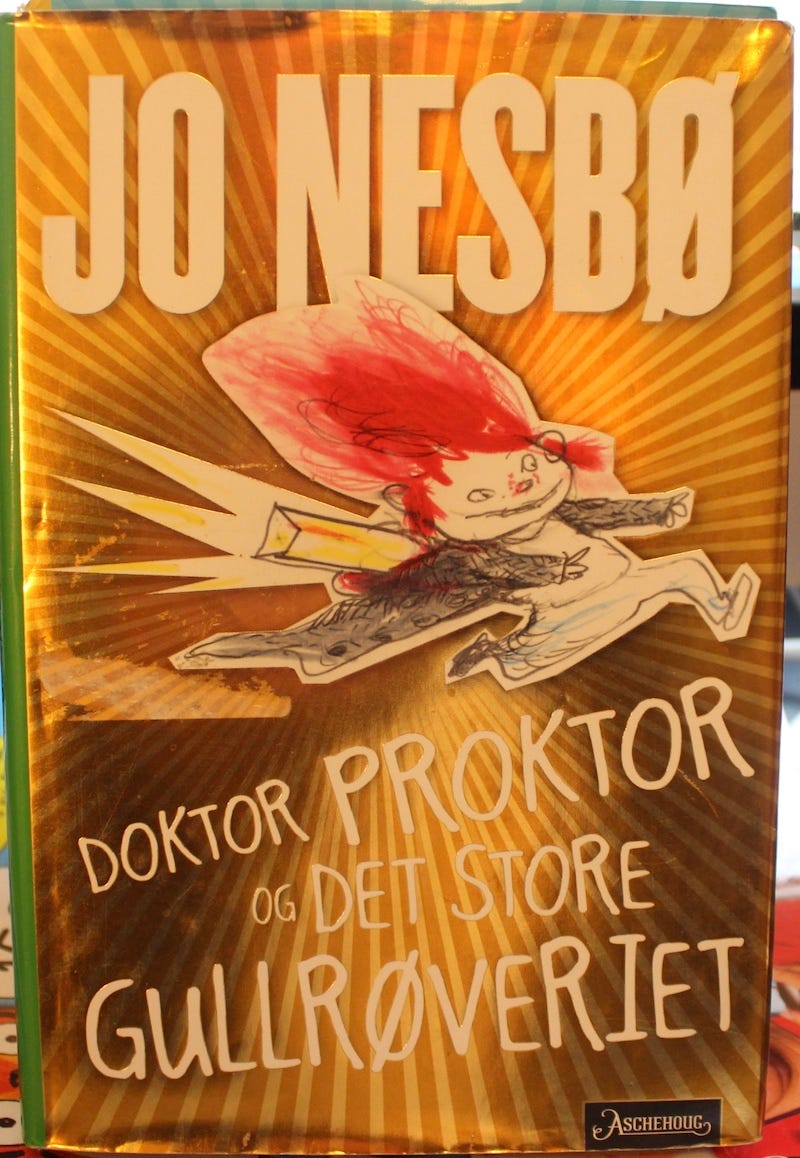 JO NESBØ
DOKTOR PROKTOR
OG DET STORE
GULLRØVERIET
ASCHEHOUG